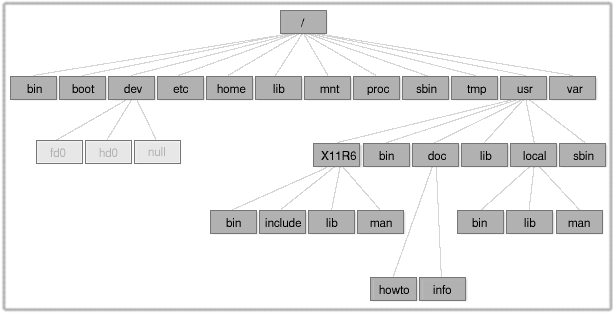 /
bin boot dev etc home lib mnt proc sbin tmp usr var
fd0 hd0 null X11R6 bin doc lib local sbin
bin include lib man bin lib man
howto info